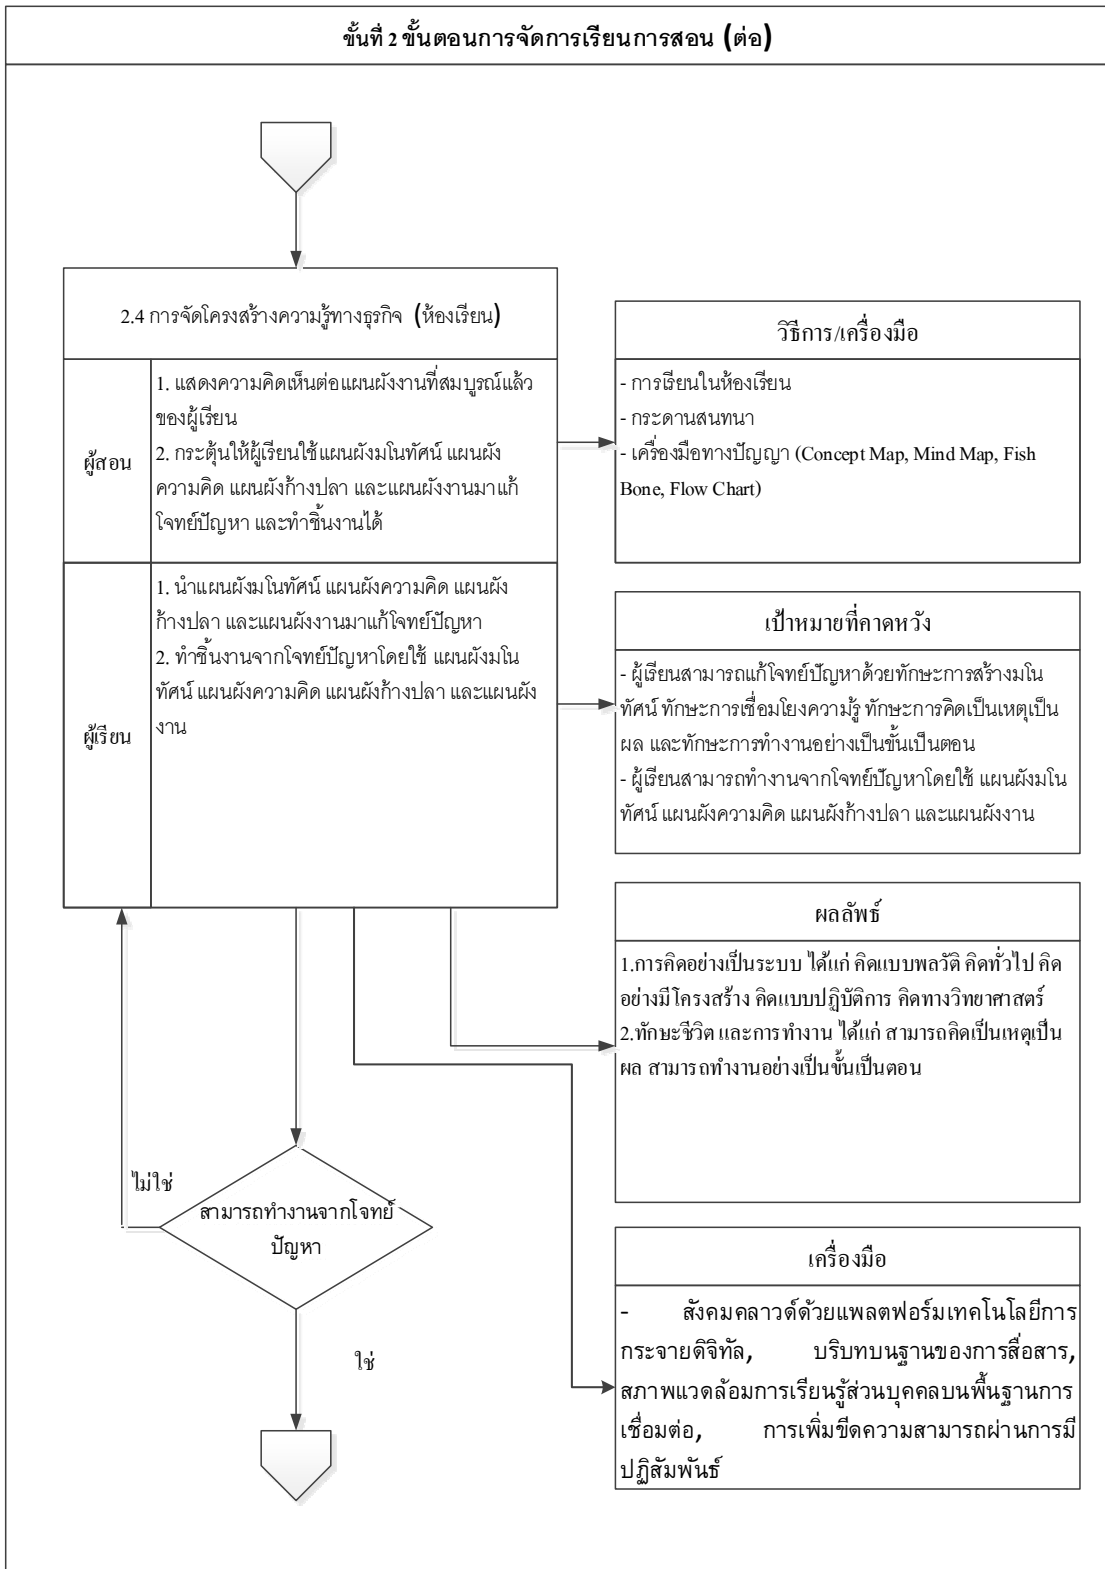 ขั้นที่ 2 ขั้นตอนการจัดการเรียนการสอน (ต่อ)
2.4 การจัดโครงสร้างความรู้ทางธุรกิจ (ห้องเรียน)
ผู้สอน
1. แสดงความคิดเห็นต่อแผนผังงานที่สมบูรณ์แล้ว
ของผู้เรียน
2. กระตุ้นให้ผู้เรียนใช้แผนผังมโนทัศน์ แผนผัง
ความคิด แผนผังก้างปลา และแผนผังงานมาแก้
โจทย์ปัญหา และทำชิ้นงานได้
ผู้เรียน
1. นำแผนผังมโนทัศน์ แผนผังความคิด แผนผัง
ก้างปลา และแผนผังงานมาแก้โจทย์ปัญหา
2. ทำชิ้นงานจากโจทย์ปัญหาโดยใช้ แผนผังมโน
ทัศน์ แผนผังความคิด แผนผังก้างปลา และแผนผัง
งาน
วิธีการ/เครื่องมือ
- การเรียนในห้องเรียน
- กระดานสนทนา
- เครื่องมือทางปัญญา (Concept Map, Mind Map, Fish
Bone, Flow Chart)
เป้าหมายที่คาดหวัง
- ผู้เรียนสามารถแก้โจทย์ปัญหาด้วยทักษะการสร้างมโน
ทัศน์ ทักษะการเชื่อมโยงความรู้ ทักษะการคิดเป็นเหตุเป็น
ผล และทักษะการทำงานอย่างเป็นขั้นเป็นตอน
- ผู้เรียนสามารถทำงานจากโจทย์ปัญหาโดยใช้ แผนผังมโน
ทัศน์ แผนผังความคิด แผนผังก้างปลา และแผนผังงาน
ผลลัพธ์
1.การคิดอย่างเป็นระบบ ได้แก่ คิดแบบพลวัติ คิดทั่วไป คิด
อย่างมีโครงสร้าง คิดแบบปฏิบัติการ คิดทางวิทยาศาสตร์
2.ทักษะชีวิต และการทำงาน ได้แก่ สามารถคิดเป็นเหตุเป็น
ผล สามารถทำงานอย่างเป็นขั้นเป็นตอน
ไม่ใช่
สามารถทำงานจากโจทย์
ปัญหา
ใช่
เครื่องมือ
- สังคมคลาวด์ด้วยแพลตฟอร์มเทคโนโลยีการ
กระจายดิจิทัล, บริบทบนฐานของการสื่อสาร,
สภาพแวดล้อมการเรียนรู้ส่วนบุคคลบนพื้นฐานการ
เชื่อมต่อ, การเพิ่มขีดความสามารถผ่านการมี
ปฏิสัมพันธ์